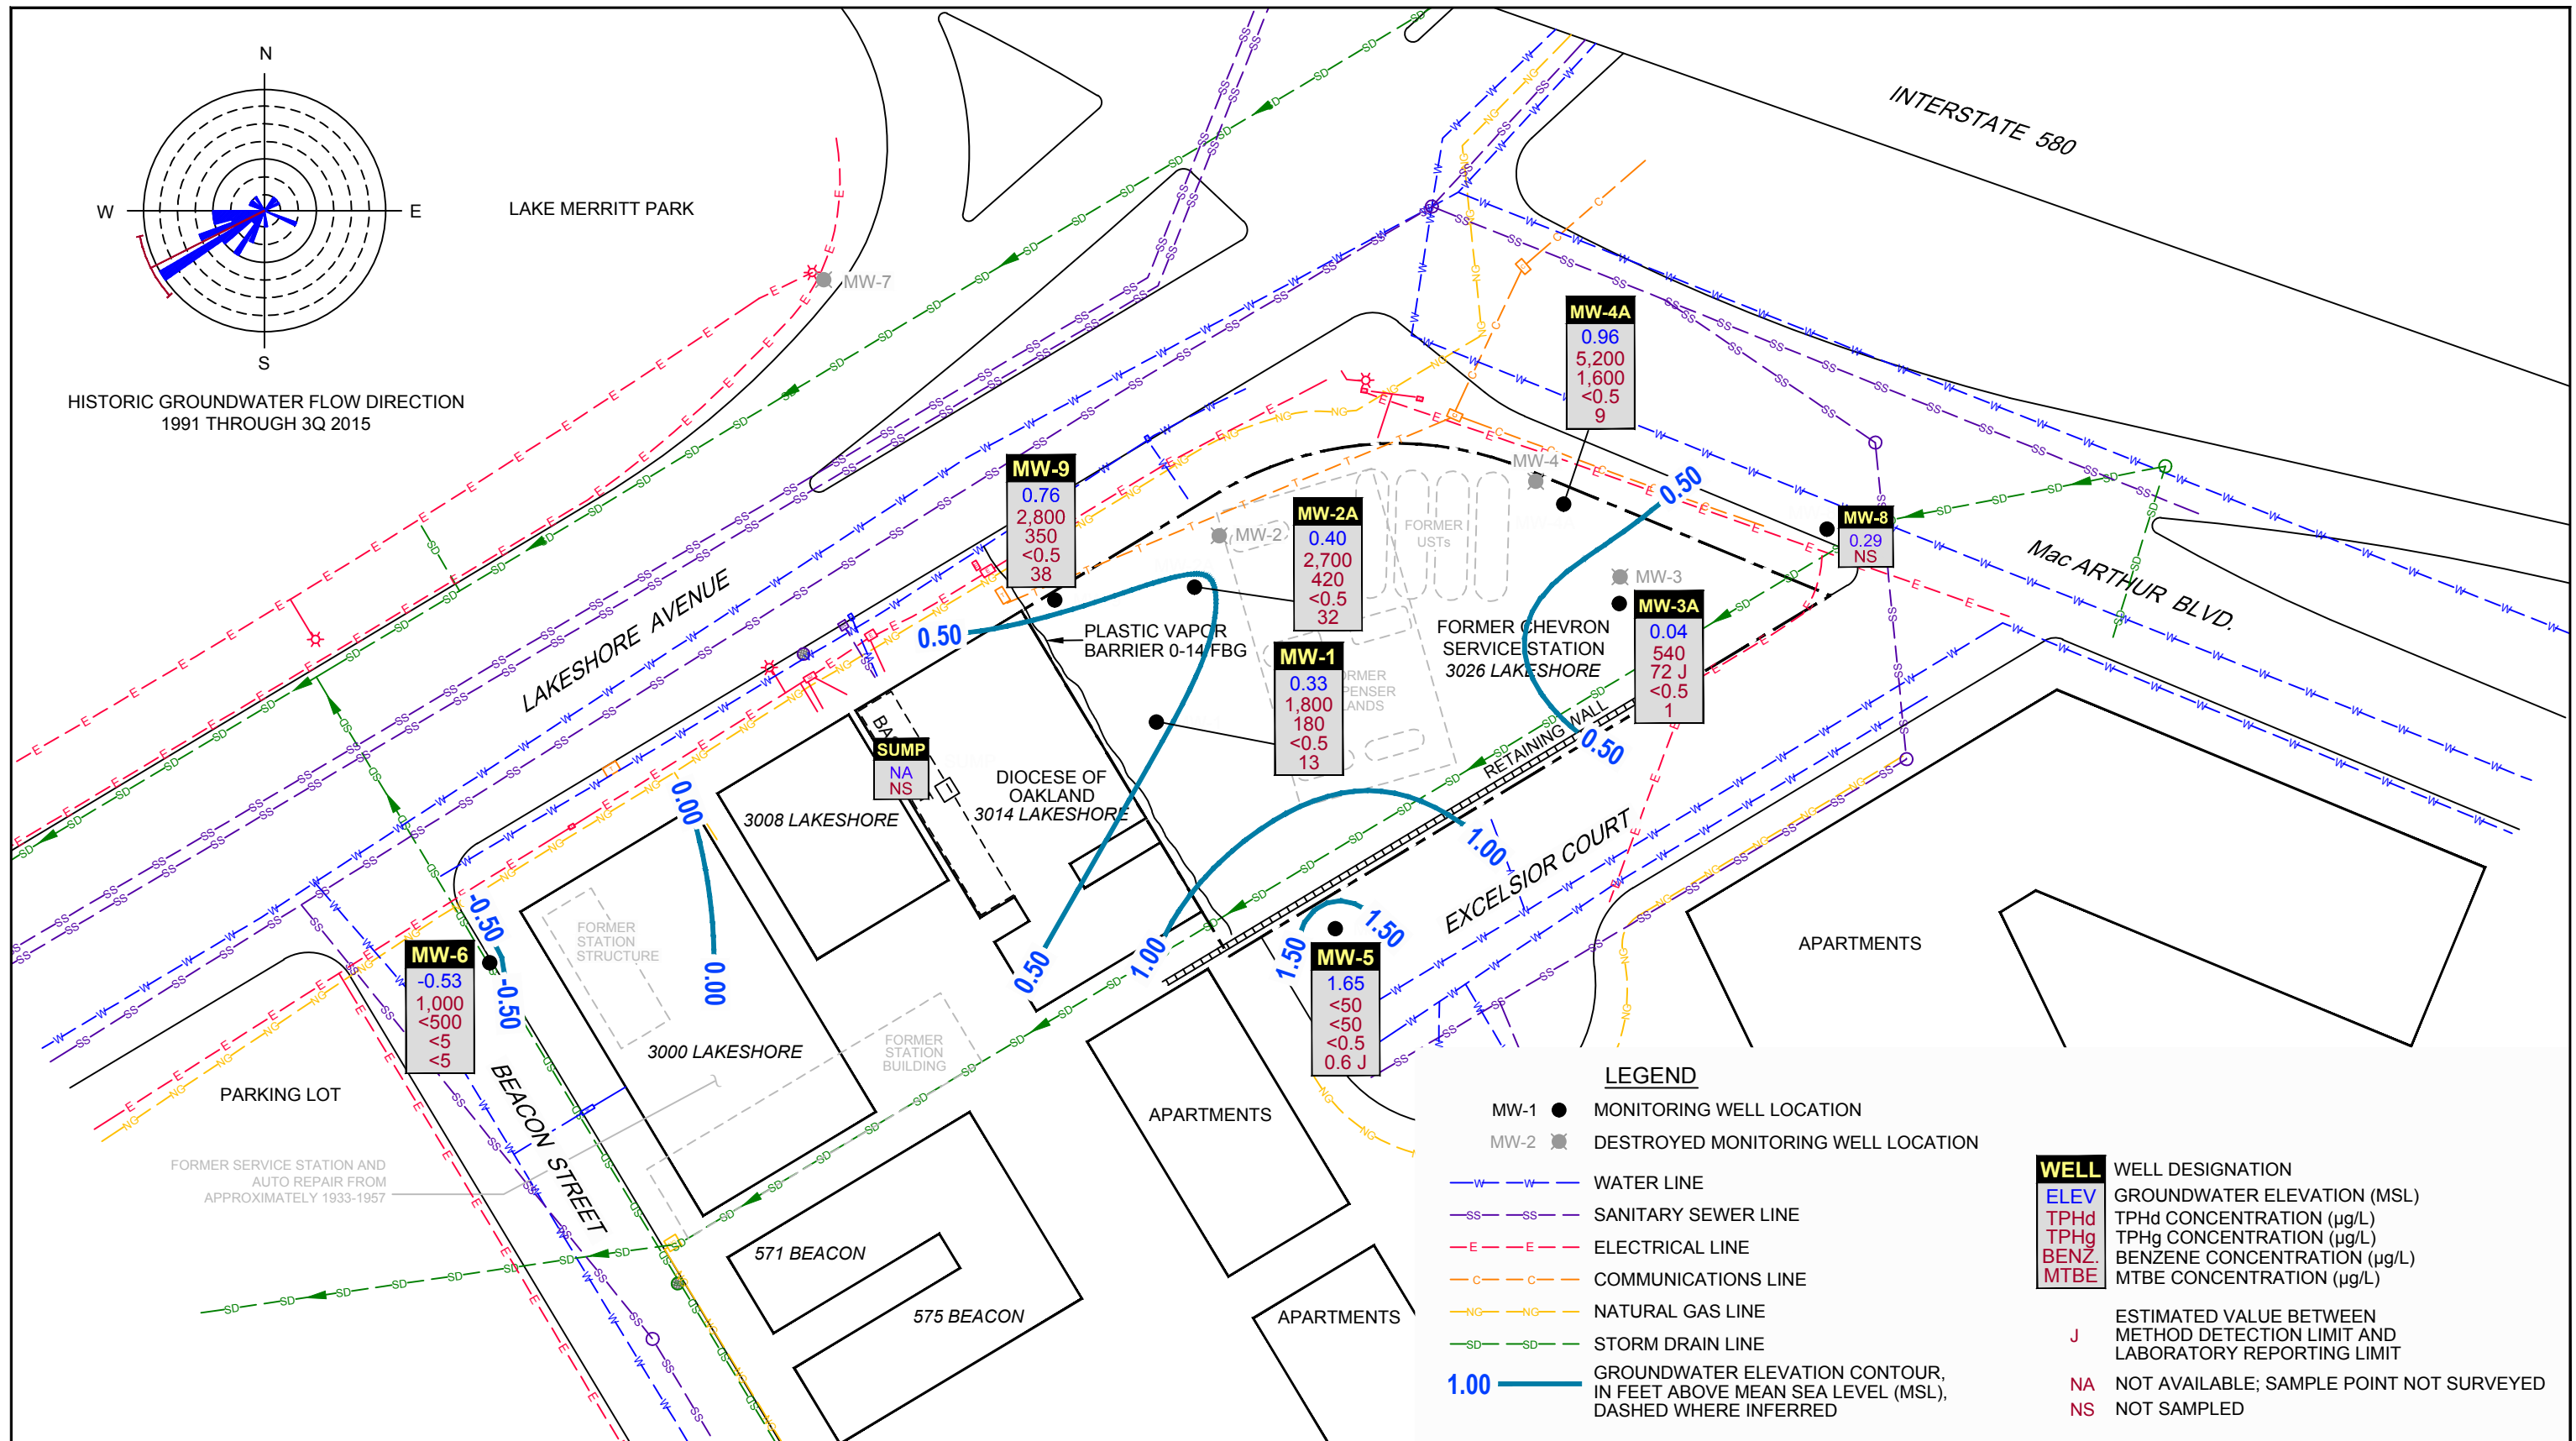 N
W
E
S
HISTORIC GROUNDWATER FLOW DIRECTION
1991 THROUGH 3Q 2015
LAKE MERRITT PARK
MW-7
INTERSTATE 580
MW-4A
0.96
5,200
1,600
<0.5
9
MW-4
0.50
MW-9
0.76
2,800
350
<0.5
38
MW-2
MW-2A
0.40
2,700
420
<0.5
32
FORMER
USTs
MW-8
0.29
NS
Mac ARTHUR BLVD.
MW-3
MW-3A
0.04
540
72 J
<0.5
1
LAKESHORE AVENUE
0.50
PLASTIC VAPOR
BARRIER 0-14 FBG
FORMER CHEVRON
SERVICE STATION
3026 LAKESHORE
MW-1
0.33
1,800
180
<0.5
13
RETAINING WALL
0.50
SUMP
NA
NS
DIOCESE OF
OAKLAND
3014 LAKESHORE
3008 LAKESHORE
0.00
0.00
1.00
1.00
0.50
EXCELSIOR COURT
APARTMENTS
-0.50
-0.50
FORMER
STATION
STRUCTURE
MW-6
-0.53
1,000
<500
<5
<5
1.50
1.50
MW-5
1.65
<50
<50
<0.5
0.6 J
3000 LAKESHORE
FORMER
STATION
BUILDING
PARKING LOT
BEACON STREET
APARTMENTS
FORMER SERVICE STATION AND
AUTO REPAIR FROM
APPROXIMATELY 1933-1957
571 BEACON
575 BEACON
APARTMENTS
LEGEND
MW-1 MONITORING WELL LOCATION
MW-2 DESTROYED MONITORING WELL LOCATION
W W WATER LINE
SS SS SANITARY SEWER LINE
E E ELECTRICAL LINE
C C COMMUNICATIONS LINE
NG NG NATURAL GAS LINE
SD SD STORM DRAIN LINE
1.00 GROUNDWATER ELEVATION CONTOUR,
IN FEET ABOVE MEAN SEA LEVEL (MSL),
DASHED WHERE INFERRED
WELL WELL DESIGNATION
ELEV GROUNDWATER ELEVATION (MSL)
TPHd TPHd CONCENTRATION (µg/L)
TPHg TPHg CONCENTRATION (µg/L)
BENZ. BENZENE CONCENTRATION (µg/L)
MTBE MTBE CONCENTRATION (µg/L)
J ESTIMATED VALUE BETWEEN
METHOD DETECTION LIMIT AND
LABORATORY REPORTING LIMIT
NA NOT AVAILABLE; SAMPLE POINT NOT SURVEYED
NS NOT SAMPLED